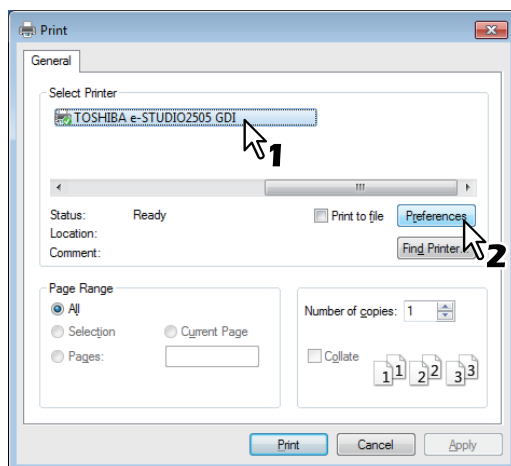 Print
General
Select Printer
TOSHIBA e-STUDIO2505 GDI
1
Status: Ready
Print to file
Preferences
Location:
Comment:
Find Printer...
2
Page Range
All
Selection
Current Page
Pages:
Number of copies: 1
Collate
1 1 2 2 3 3
Print
Cancel
Apply